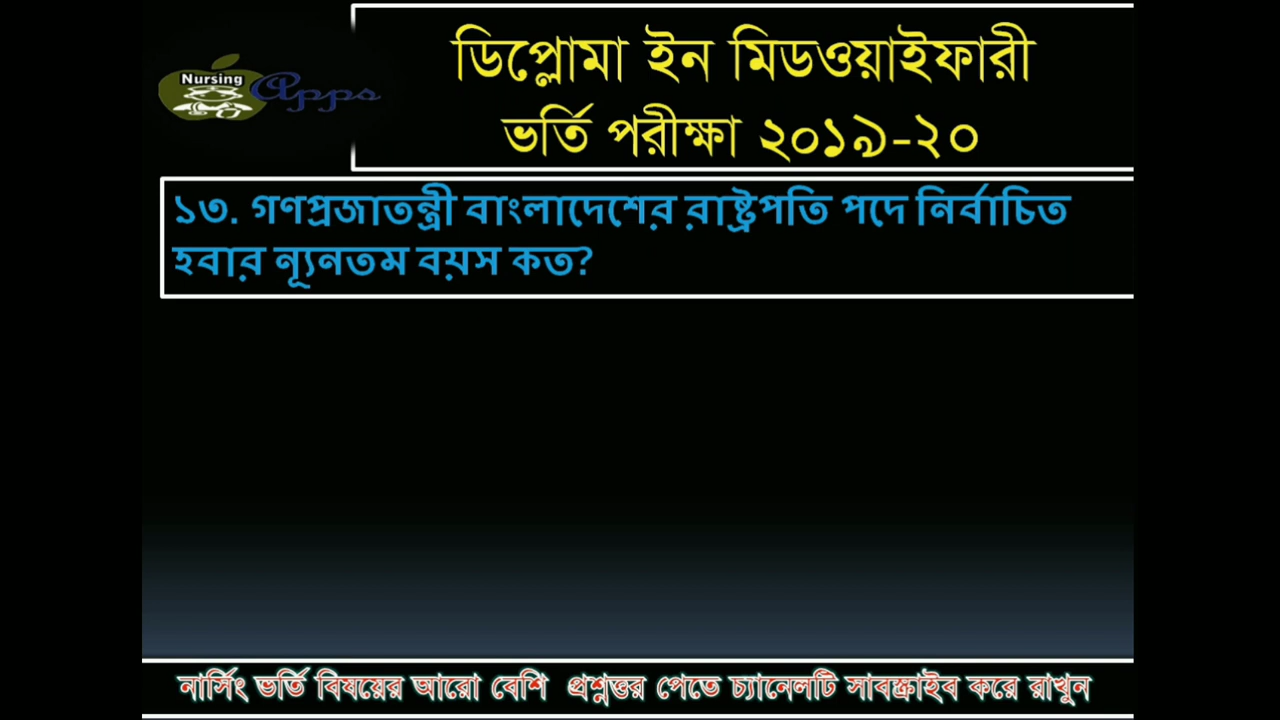 Nursing Apps
ডিপ্লোমা ইন মিডওয়াইফারী
ভর্তি পরীক্ষা ২০১৯-২০
১৩. গণপ্রজাতন্ত্রী বাংলাদেশের রাষ্ট্রপতি পদে নির্বাচিত
হবার ন্যূনতম বয়স কত?
নার্সিং ভর্তি বিষয়ের আরো বেশি প্রশ্নত্তর পেতে চ্যানেলটি সাবস্ক্রাইব করে রাখুন